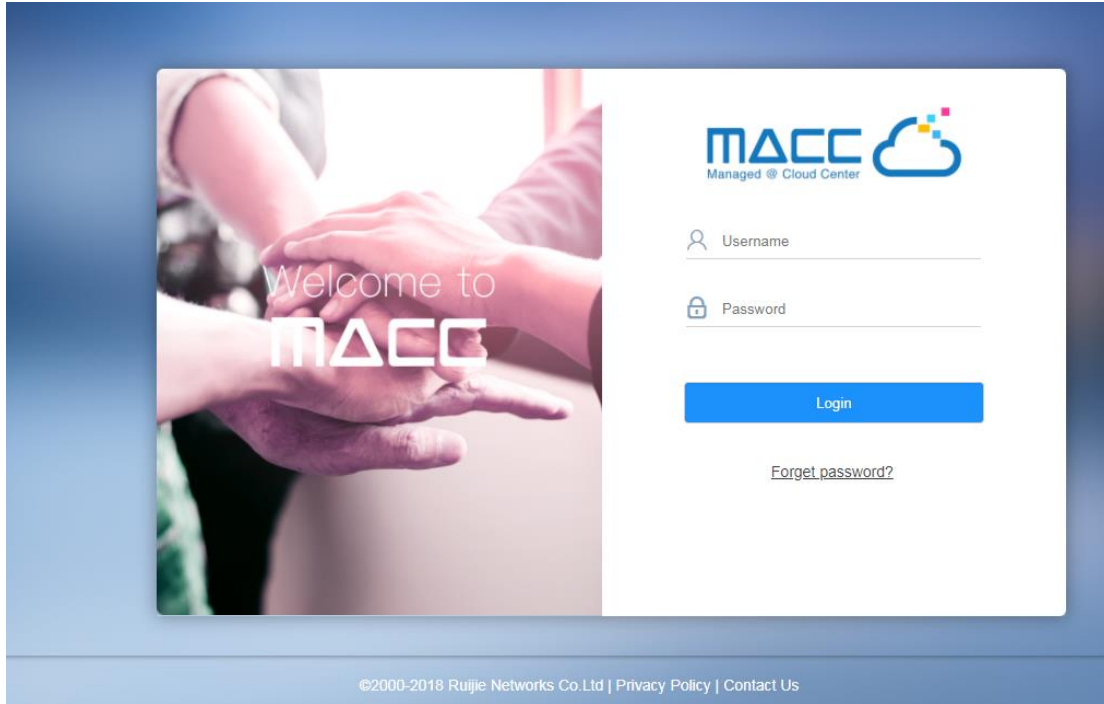 Welcome to
MACC
MACC
Managed @ Cloud Center
Username
Password
Login
Forget password?
©2000-2018 Ruijie Networks Co.Ltd | Privacy Policy | Contact Us